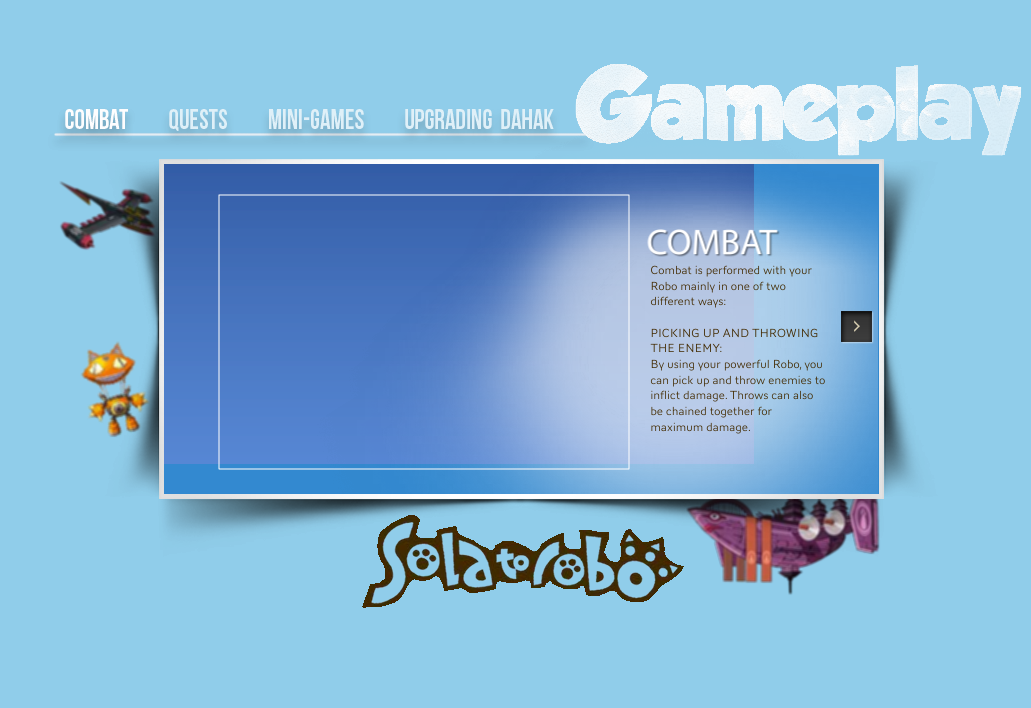 Gameplay
COMBAT QUESTS MINI-GAMES UPGRADING DAHAK
COMBAT
Combat is performed with your
Robo mainly in one of two
different ways:
PICKING UP AND THROWING
THE ENEMY:
By using your powerful Robo, you
can pick up and throw enemies to
inflict damage. Throws can also
be chained together for
maximum damage.
Solatorobo